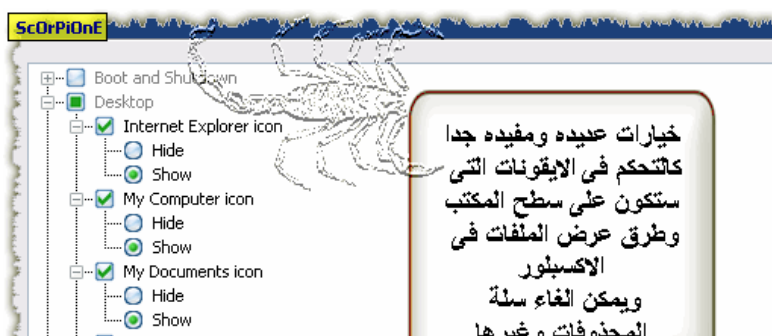 ScOrPiOnE
Boot and Shutdown
Desktop
Internet Explorer icon
Hide
Show
My Computer icon
Hide
Show
My Documents icon
Hide
Show
خيارات عديده ومفيده جدا
كالتحكم فى الايقونات التى
ستكون على سطح المكتب
وطرق عرض الملفات فى
الاكسبلور
ويمكن الغاء سلة
المحذوفات وغيرها